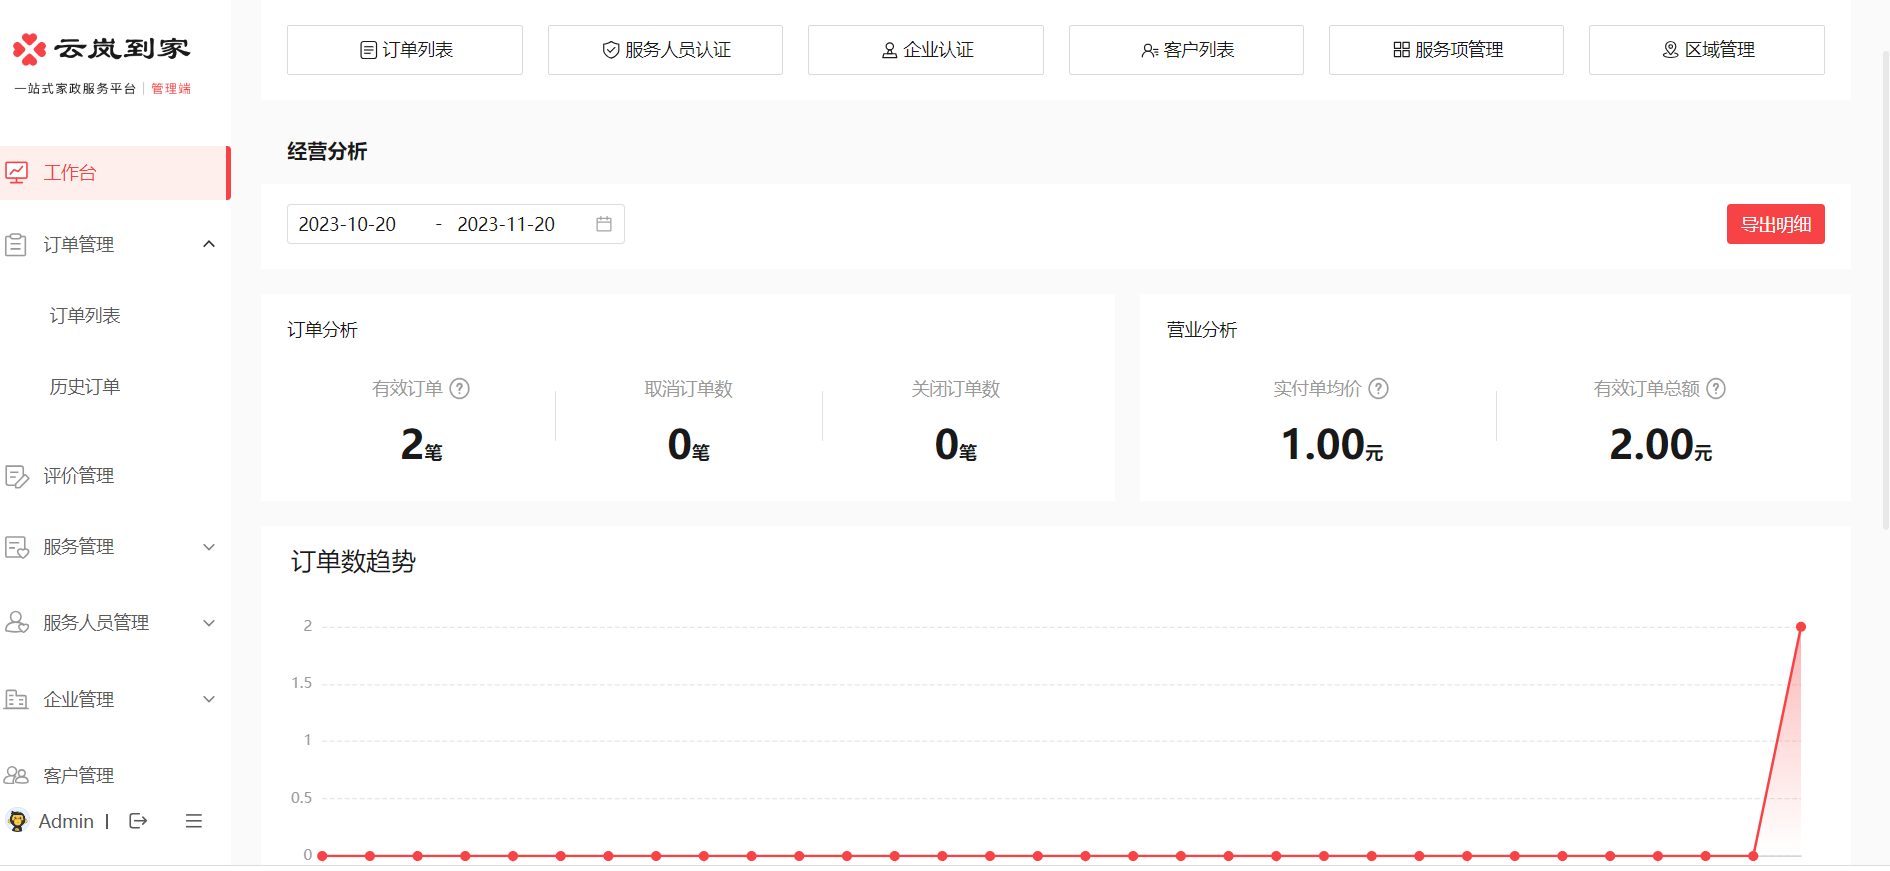 云岚到家
一站式家政服务平台 | 管理端
工作台
订单管理
订单列表
历史订单
评价管理
服务管理
服务人员管理
企业管理
客户管理
Admin
订单列表
服务人员认证
企业认证
客户列表
服务项管理
区域管理
经营分析
2023-10-20 - 2023-11-20
导出明细
订单分析
有效订单
2笔
取消订单数
0笔
关闭订单数
0笔
营业分析
实付单均价
1.00元
有效订单总额
2.00元
订单数趋势
2
1.5
1
0.5
0